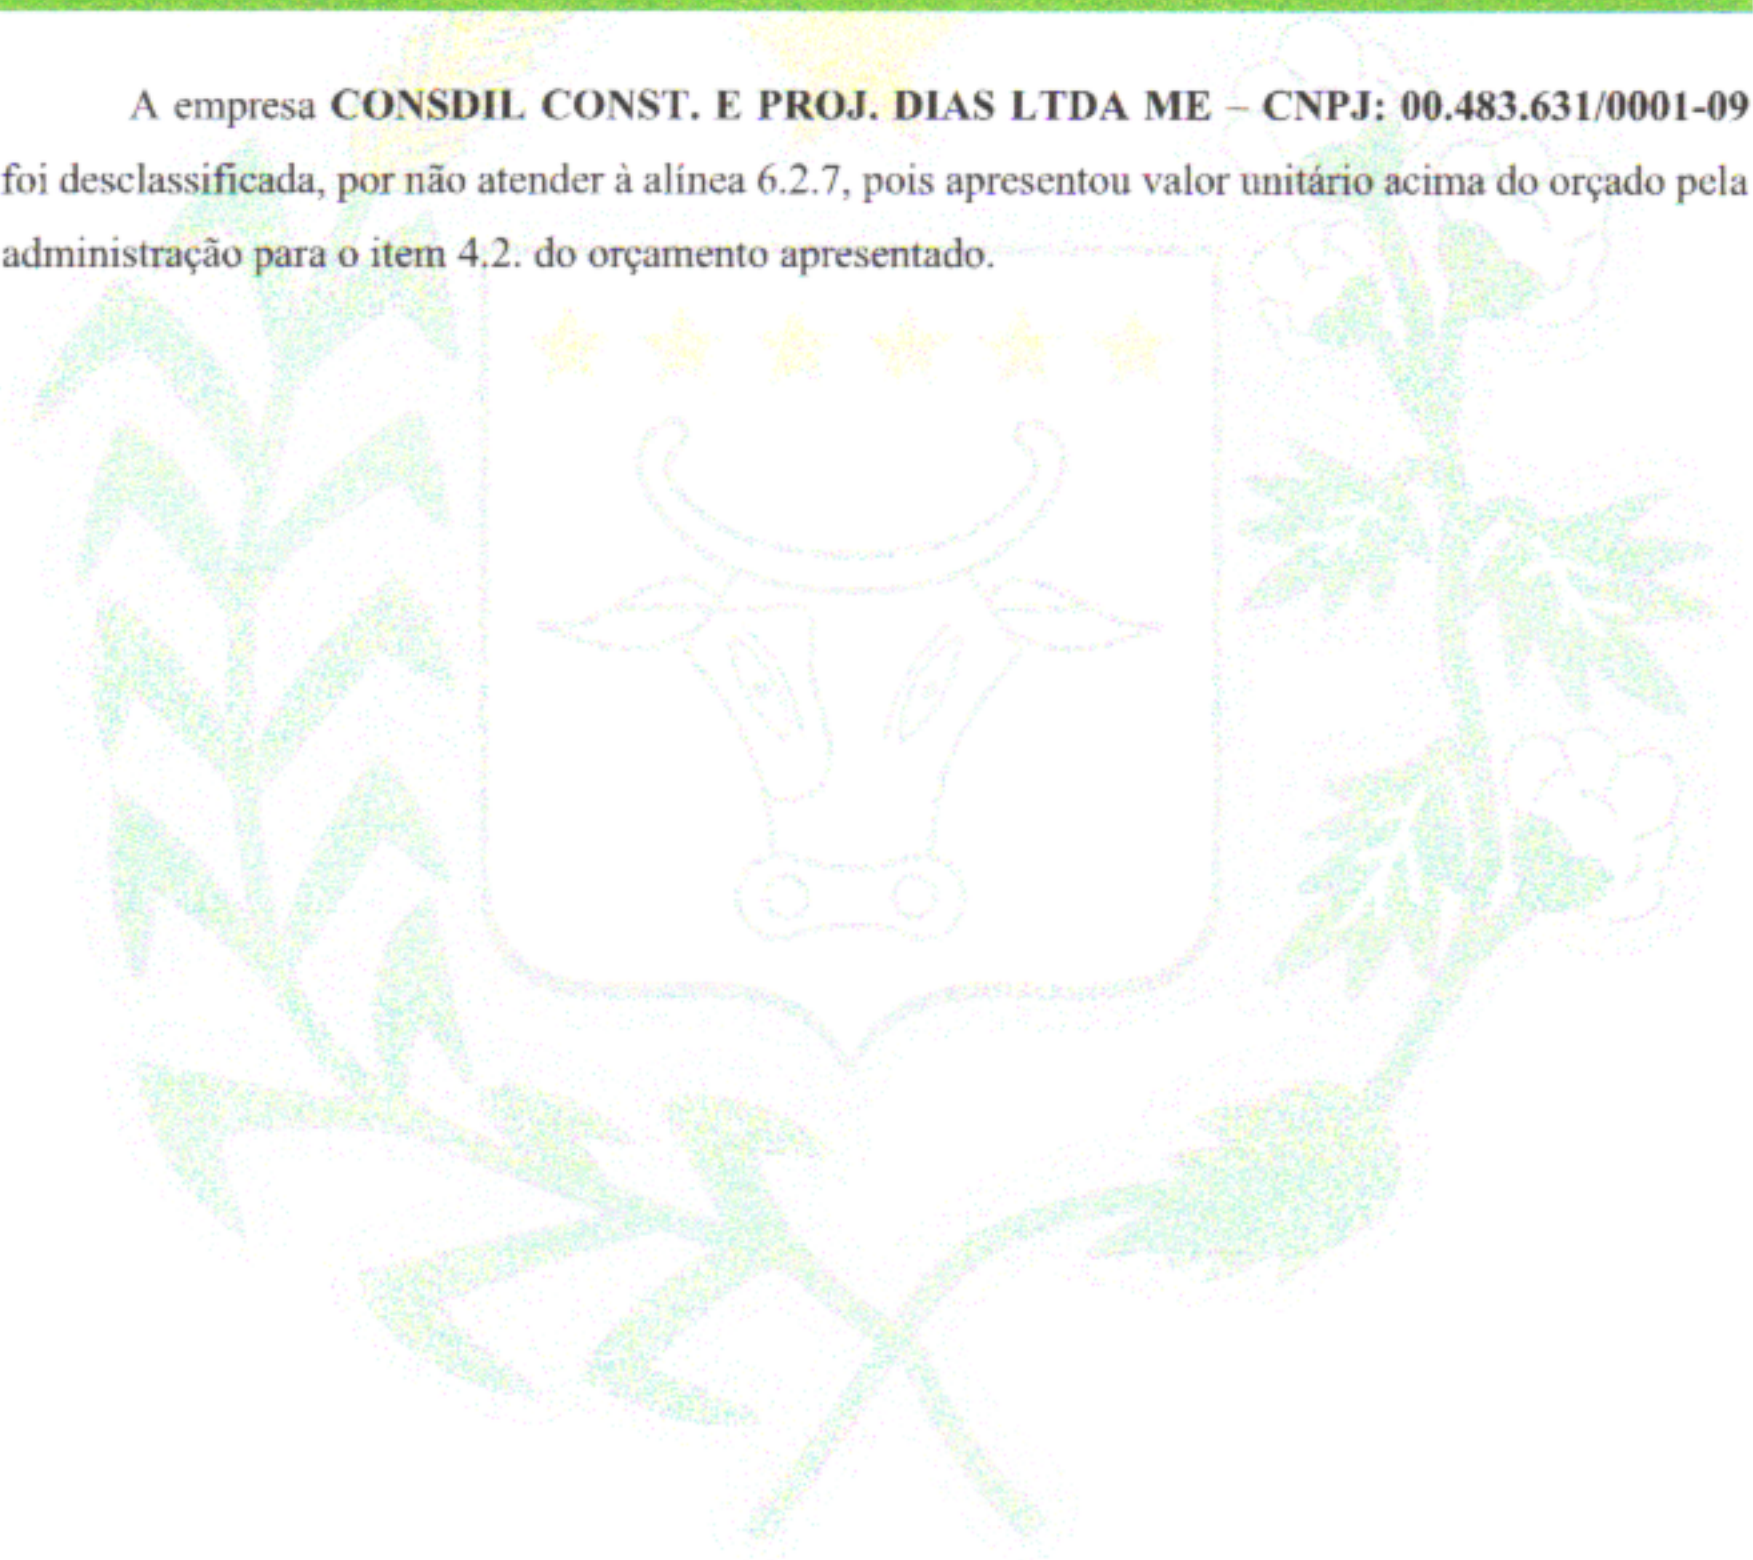 A empresa CONSDIL CONST. E PROJ. DIAS LTDA ME – CNPJ: 00.483.631/0001-09
foi desclassificada, por não atender à alínea 6.2.7, pois apresentou valor unitário acima do orçado pela
administração para o item 4.2. do orçamento apresentado.